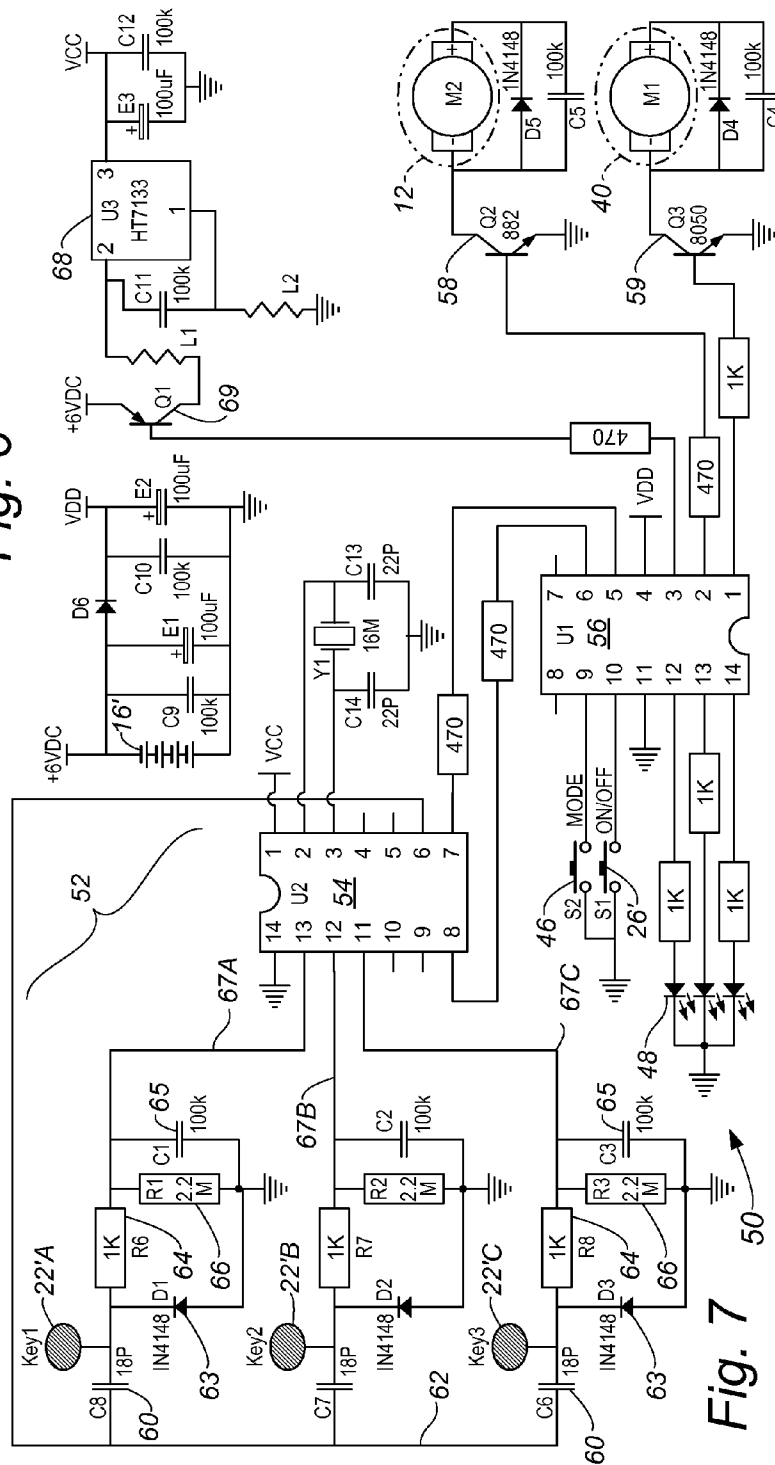 52
22'A
Key1
C8
18P
60
1K
R6
64
D1
IN4148
63
R1
2.2
M
66
C1
65
100k
67A
22'B
Key2
C7
18P
1K
R7
D2
IN4148
R2
2.2
M
C2
100k
67B
22'C
Key3
C6
18P
60
1K
R8
64
D3
IN4148
63
R3
2.2
M
66
C3
65
100k
67C
62
14
13
12
11
10
9
8
U2
54
1
2
3
4
5
6
7
VCC
Y1
16M
C14
22P
C13
22P
470
470
+6VDC
16'
C9
100k
E1
+
100uF
D6
C10
100k
VDD
E2
+
100uF
+6VDC
Q1
69
L1
C11
100k
L2
68
2
U3
3
HT7133
1
VCC
E3
+
100uF
C12
100k
46
S2
MODE
S1
ON/OFF
26'
48
1K
1K
1K
8
9
10
11
12
13
14
U1
56
7
6
5
4
3
2
1
VDD
470
470
1K
12
-
M2
+
D5
1N4148
C5
100k
58
Q2
882
40
-
M1
+
D4
1N4148
C4
100k
59
Q3
8050
50
Fig. 7